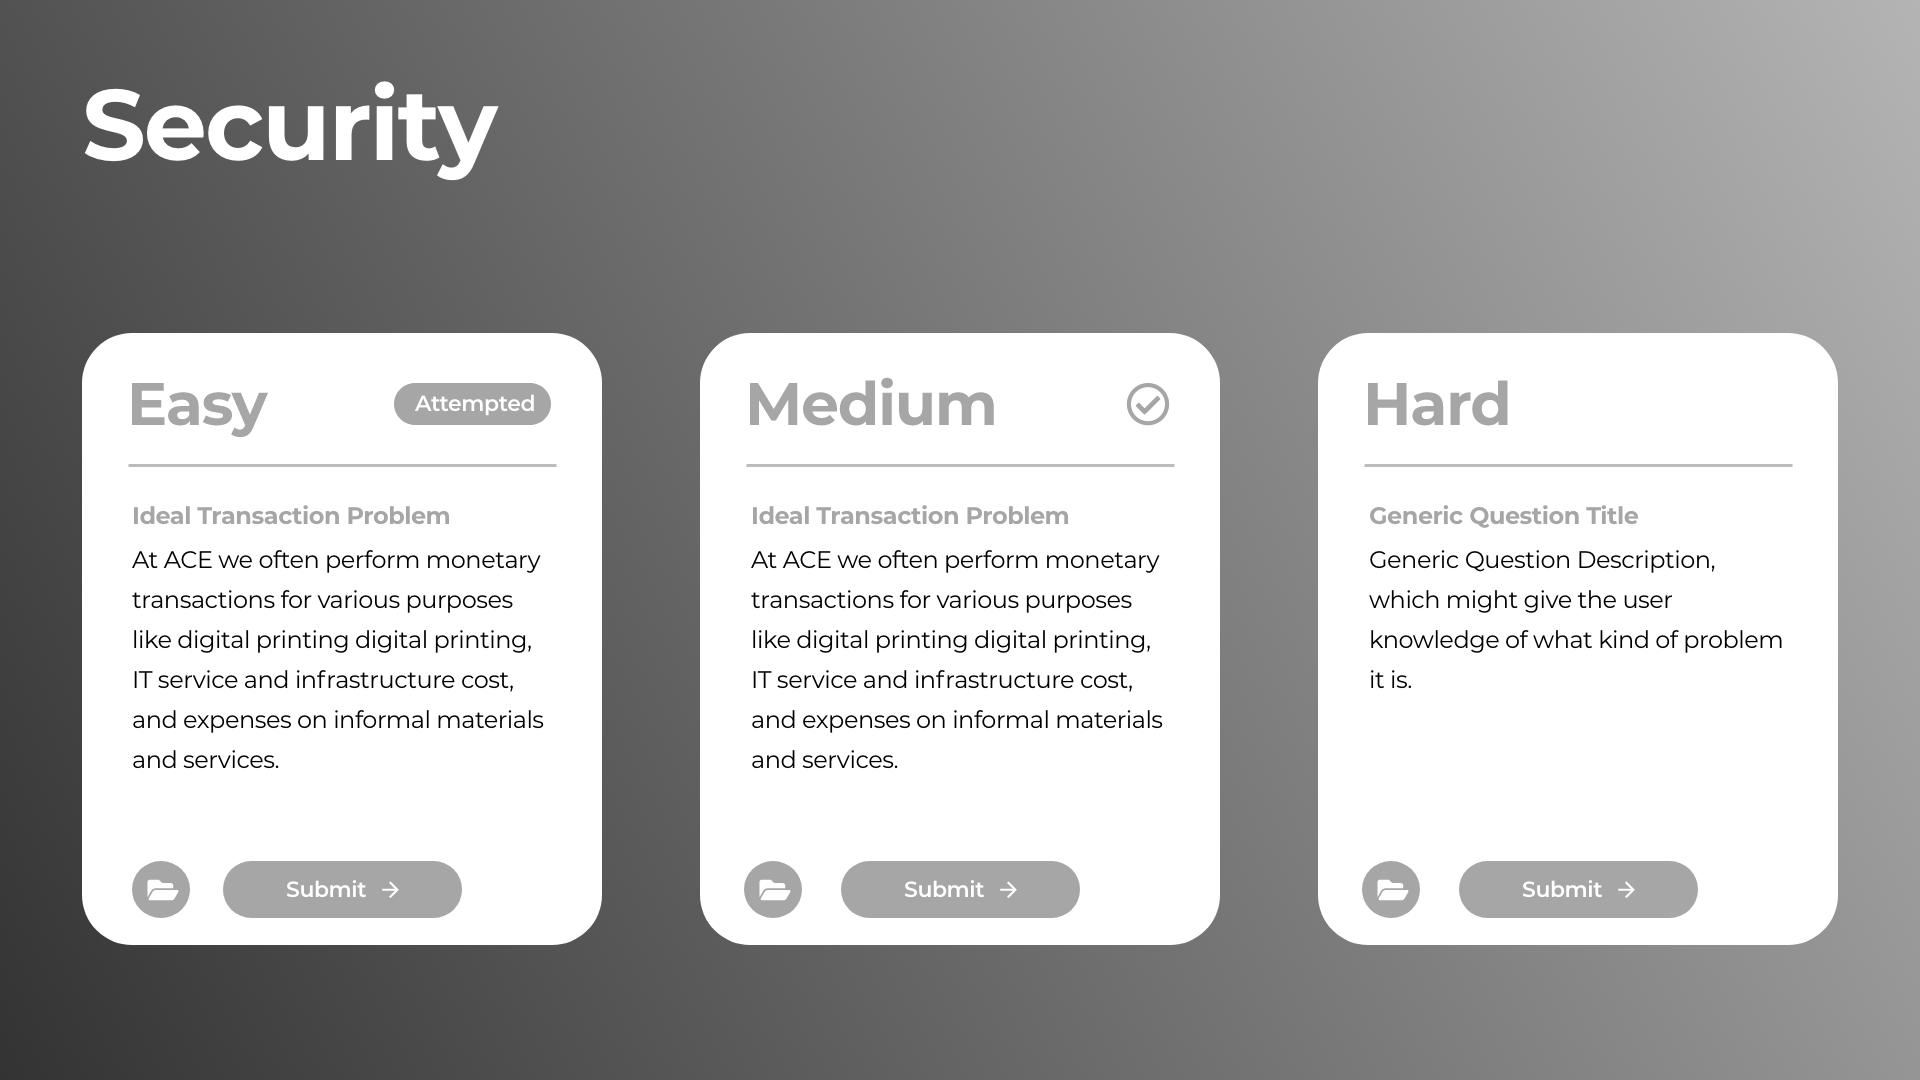 Security
Easy
Attempted
Ideal Transaction Problem
At ACE we often perform monetary
transactions for various purposes
like digital printing digital printing,
IT service and infrastructure cost,
and expenses on informal materials
and services.
Submit
Medium
Ideal Transaction Problem
At ACE we often perform monetary
transactions for various purposes
like digital printing digital printing,
IT service and infrastructure cost,
and expenses on informal materials
and services.
Submit
Hard
Generic Question Title
Generic Question Description,
which might give the user
knowledge of what kind of problem
it is.
Submit